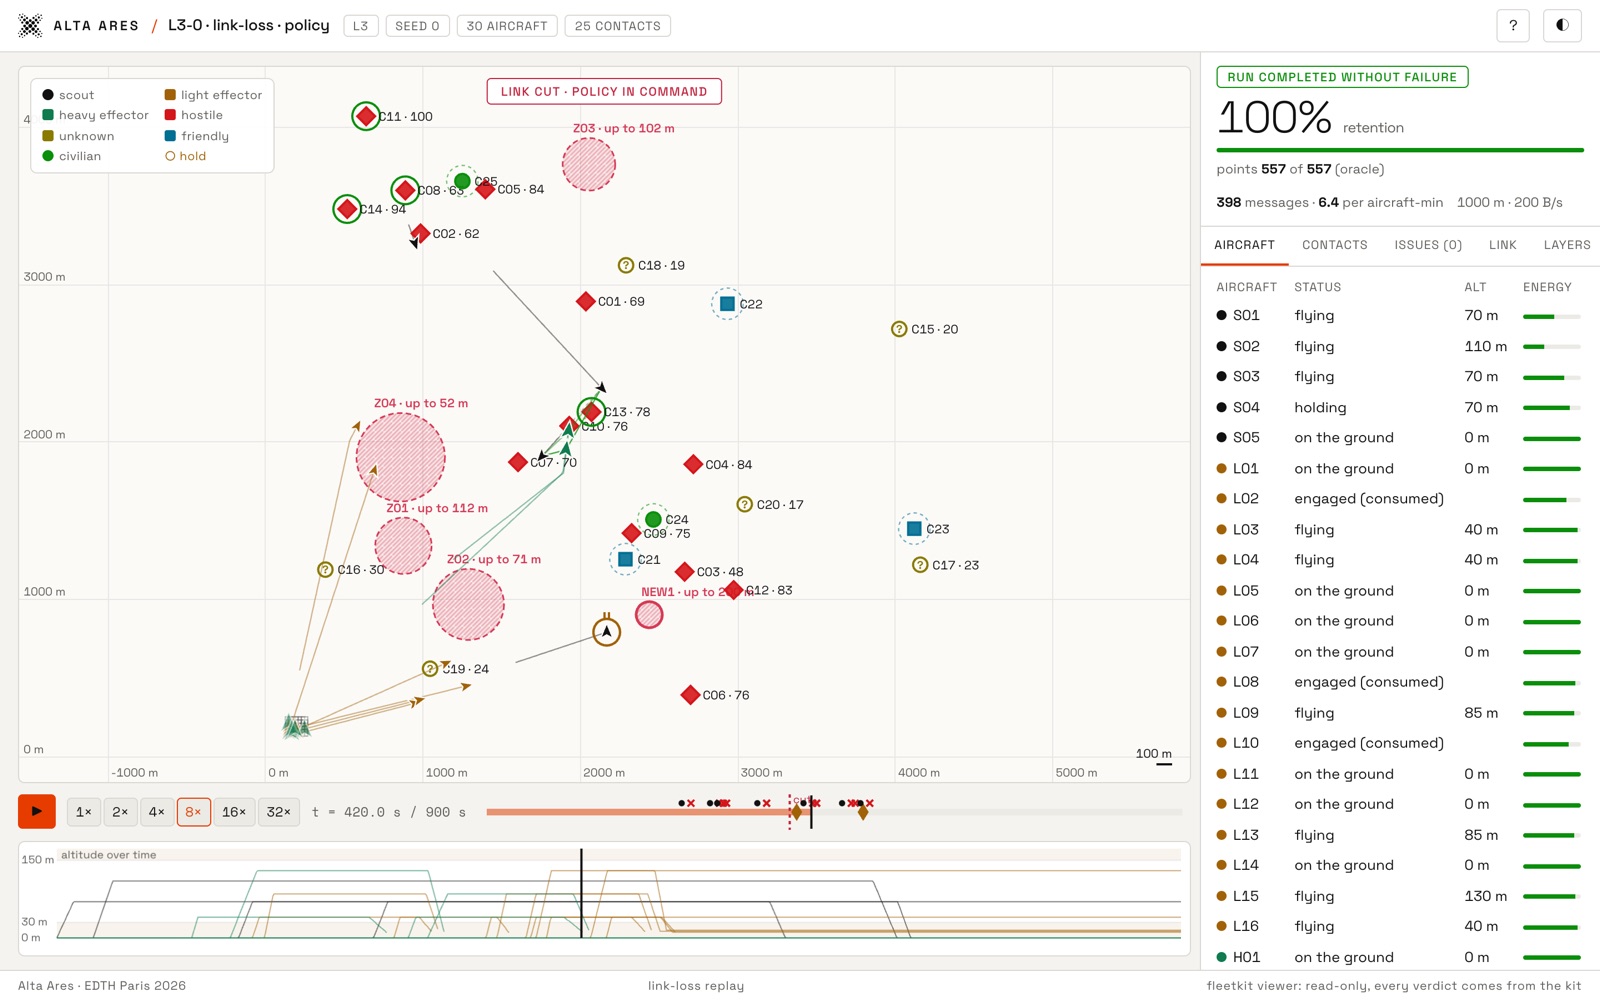 ALTA ARES / L3-0 · link-loss · policy L3 SEED 0 30 AIRCRAFT 25 CONTACTS ?
scout light effector
heavy effector hostile
unknown friendly
civilian hold
LINK CUT · POLICY IN COMMAND
C11 · 100
Z03 · up to 102 m
C25
C08 · 63
C05 · 84
C14 · 94
C02 · 62
C18 · 19
3000 m
C01 · 69
C22
C15 · 20
Z04 · up to 52 m
C13 · 78
C10 · 76
2000 m
C07 · 70
C04 · 84
Z01 · up to 112 m
C20 · 17
C24
C23
C09 · 75
Z02 · up to 71 m
C21
C17 · 23
C16 · 30
C03 · 48
1000 m
NEW1 · up to
C12 · 83
C19 · 24
C06 · 76
0 m
100 m
-1000 m 0 m 1000 m 2000 m 3000 m 4000 m 5000 m
1× 2× 4× 8× 16× 32× t = 420.0 s / 900 s
cut
150 m altitude over time
30 m
0 m
RUN COMPLETED WITHOUT FAILURE
100% retention
points 557 of 557 (oracle)
398 messages · 6.4 per aircraft-min 1000 m · 200 B/s
AIRCRAFT CONTACTS ISSUES (0) LINK LAYERS
AIRCRAFT STATUS ALT ENERGY
S01 flying 70 m
S02 flying 110 m
S03 flying 70 m
S04 holding 70 m
S05 on the ground 0 m
L01 on the ground 0 m
L02 engaged (consumed)
L03 flying 40 m
L04 flying 40 m
L05 on the ground 0 m
L06 on the ground 0 m
L07 on the ground 0 m
L08 engaged (consumed)
L09 flying 85 m
L10 engaged (consumed)
L11 on the ground 0 m
L12 on the ground 0 m
L13 flying 85 m
L14 on the ground 0 m
L15 flying 130 m
L16 flying 40 m
H01 on the ground 0 m
Alta Ares · EDTH Paris 2026 link-loss replay fleetkit viewer: read-only, every verdict comes from the kit